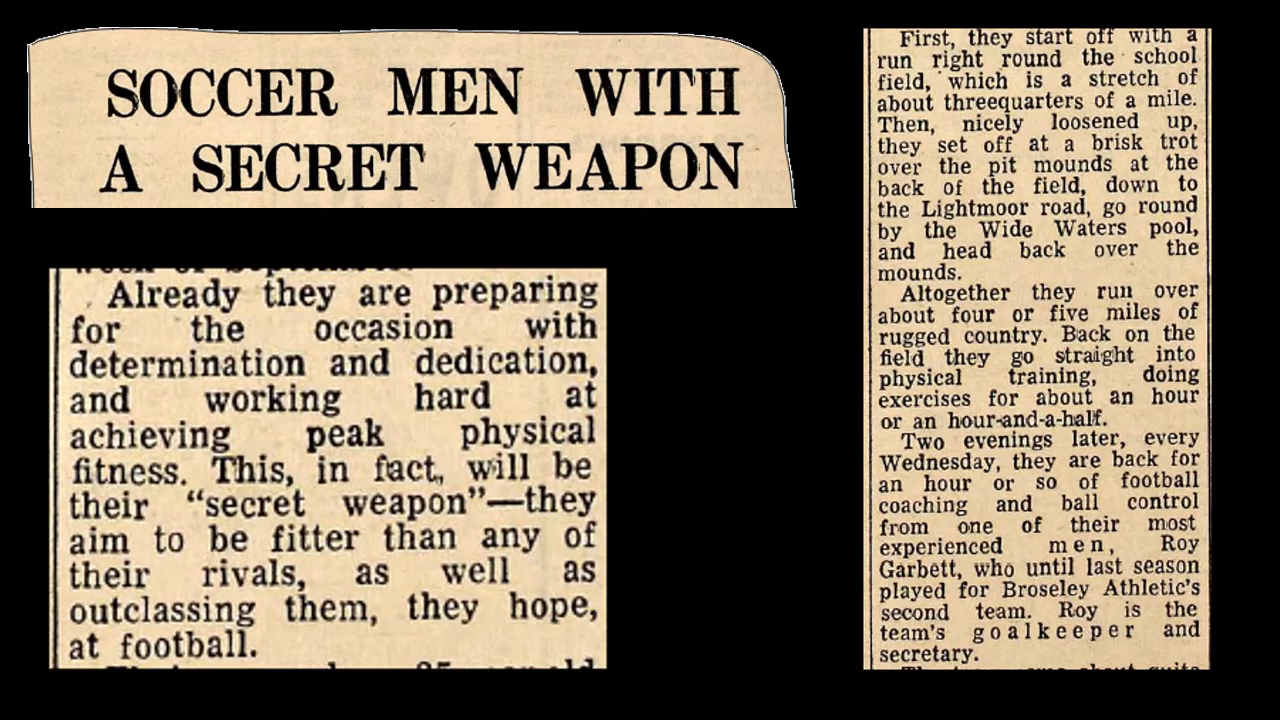 SOCCER MEN WITH
A SECRET WEAPON
Already they are preparing
for the occasion with
determination and dedication,
and working hard at
achieving peak physical
fitness. This, in fact, will be
their “secret weapon”—they
aim to be fitter than any of
their rivals, as well as
outclassing them, they hope,
at football.
First, they start off with a
run right round the school
field, which is a stretch of
about threequarters of a mile.
Then, nicely loosened up,
they set off at a brisk trot
over the pit mounds at the
back of the field, down to
the Lightmoor road, go round
by the Wide Waters pool,
and head back over the
mounds.
Altogether they run over
about four or five miles of
rugged country. Back on the
field they go straight into
physical training, doing
exercises for about an hour
or an hour-and-a-half.
Two evenings later, every
Wednesday, they are back for
an hour or so of football
coaching and ball control
from one of their most
experienced men, Roy
Garbett, who until last season
played for Broseley Athletic's
second team. Roy is the
team's goalkeeper and
secretary.